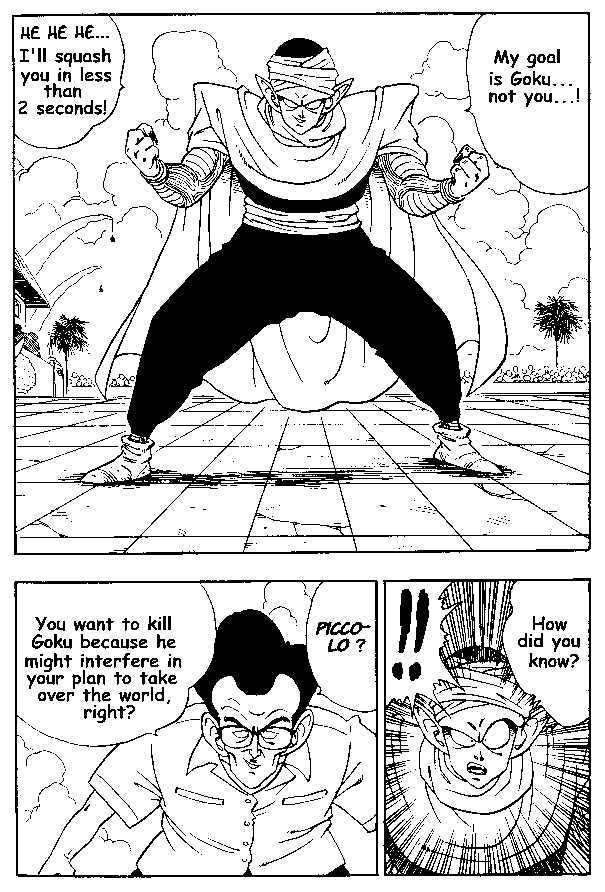 HE HE HE...
I'll squash
you in less
than
2 seconds!
My goal
is Goku...
not you...!
You want to kill
Goku because he
might interfere in
your plan to take
over the world,
right?
PICCO-
LO ?
!!
How
did you
know?